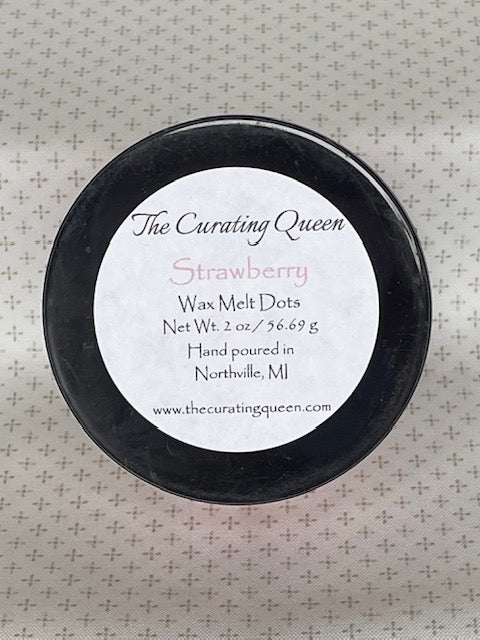 The Curating Queen
Strawberry
Wax Melt Dots
Net Wt. 2 oz / 56.69 g
Hand poured in
Northville, MI
www.thecuratingqueen.com